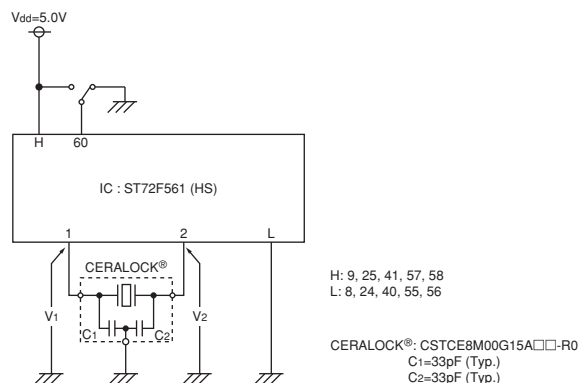 Vdd=5.0V
H
60
IC : ST72F561 (HS)
1
2
L
CERALOCK®
V1
C1
C2
V2
H: 9, 25, 41, 57, 58
L: 8, 24, 40, 55, 56
CERALOCK®: CSTCE8M00G15A□□-R0
C1=33pF (Typ.)
C2=33pF (Typ.)